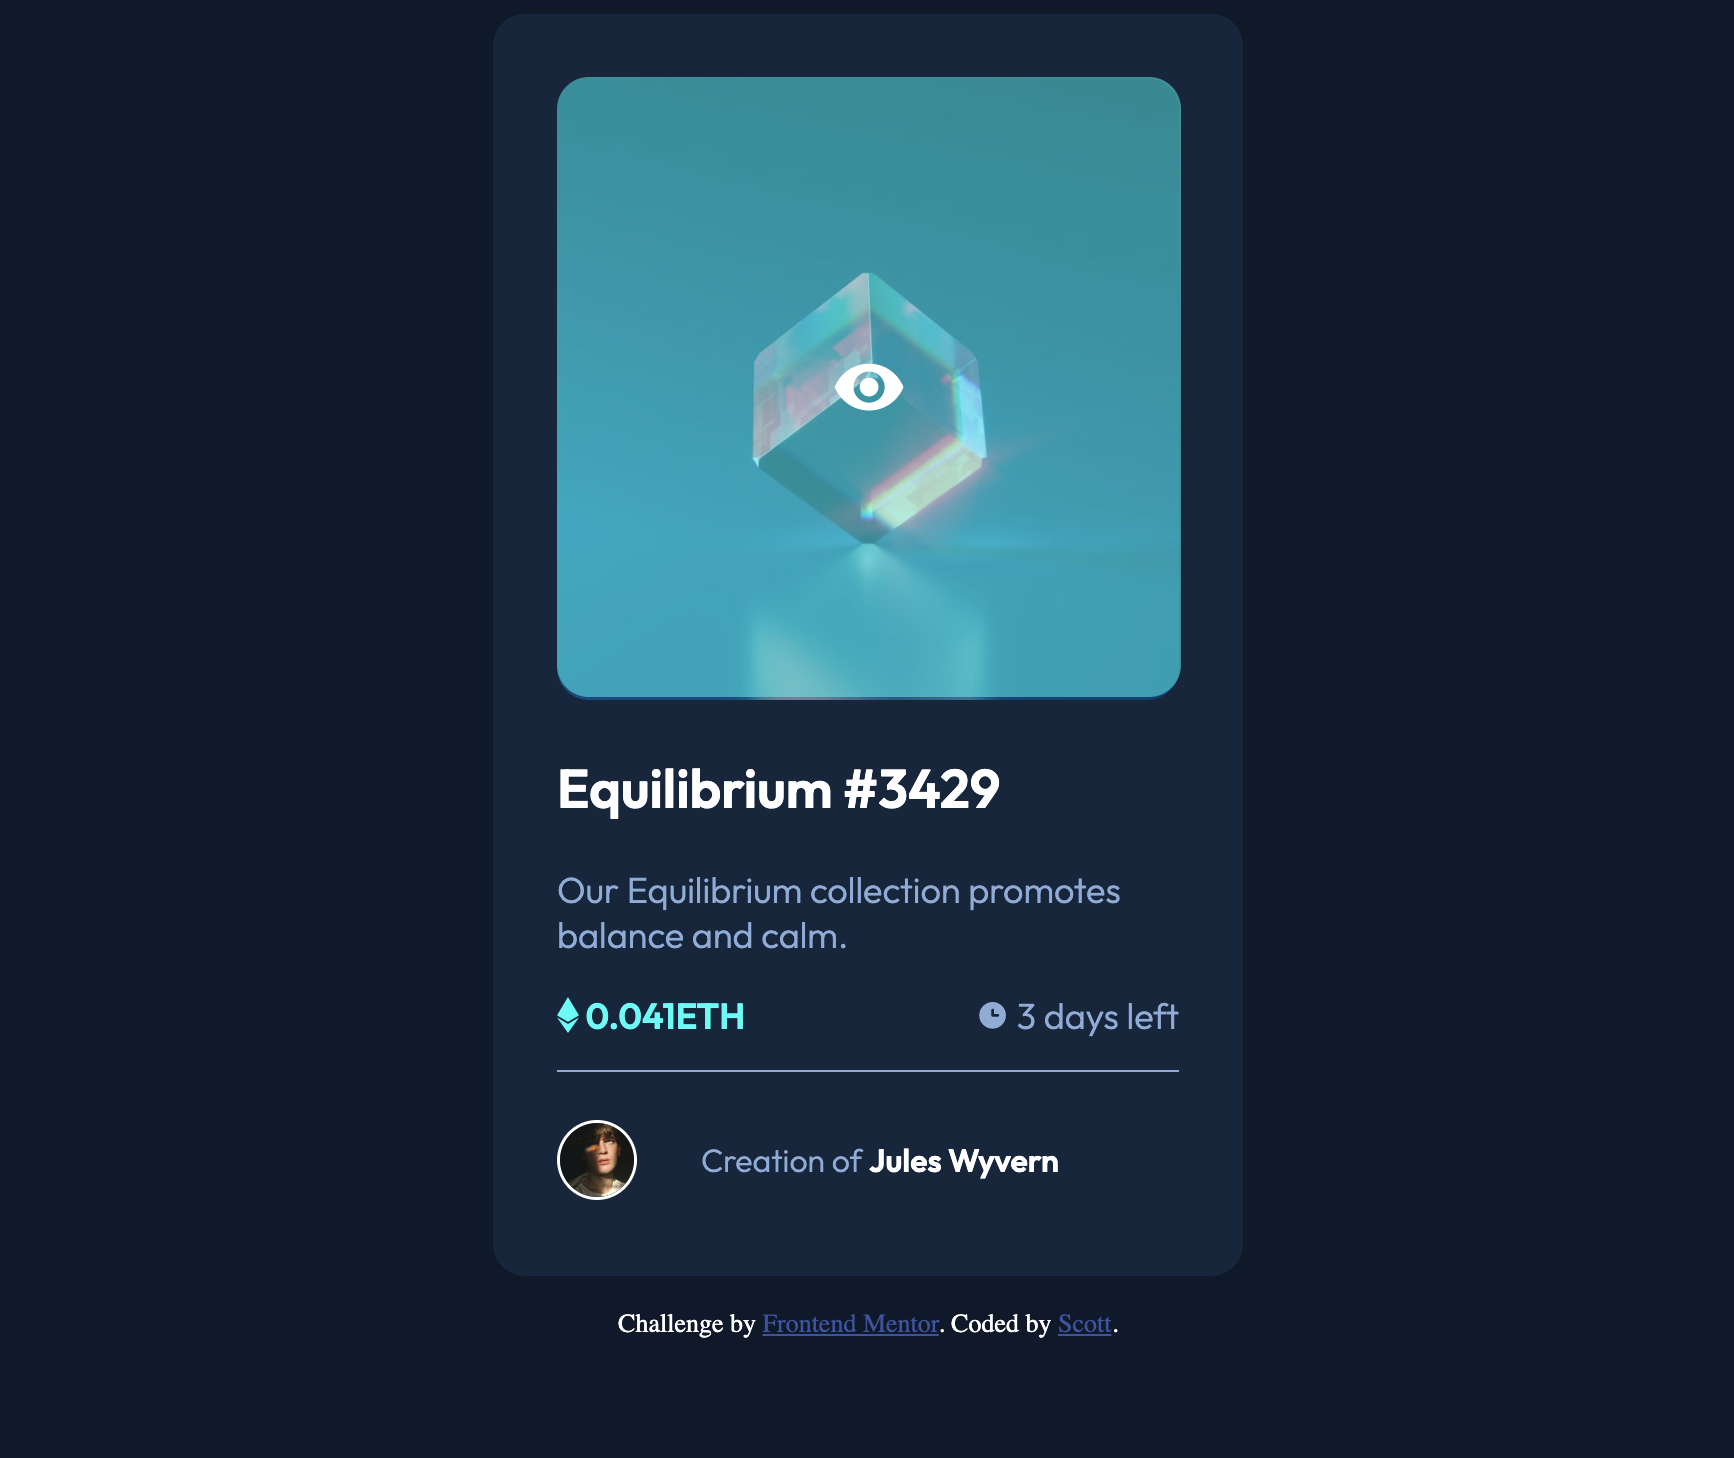 Equilibrium #3429
Our Equilibrium collection promotes
balance and calm.
0.041ETH
3 days left
Creation of Jules Wyvern
Challenge by Frontend Mentor. Coded by Scott.